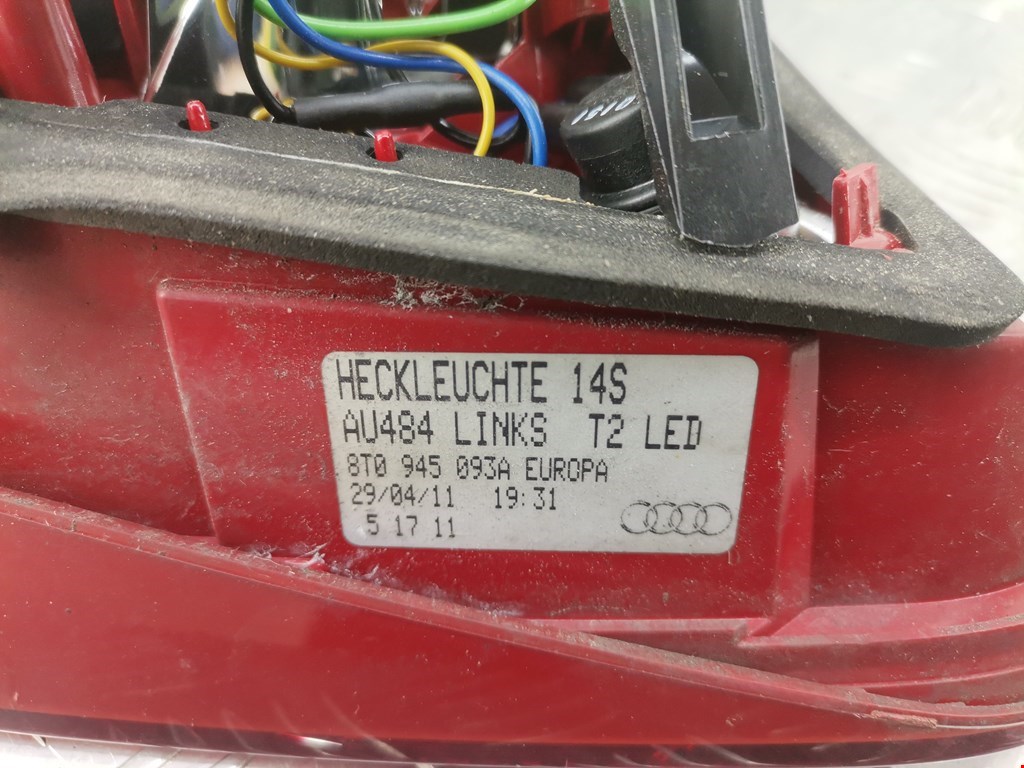 HECKLEUCHTE 14S
AU484 LINKS T2 LED
8T0 945 093A EUROPA
29/04/11 19:31
5 17 11